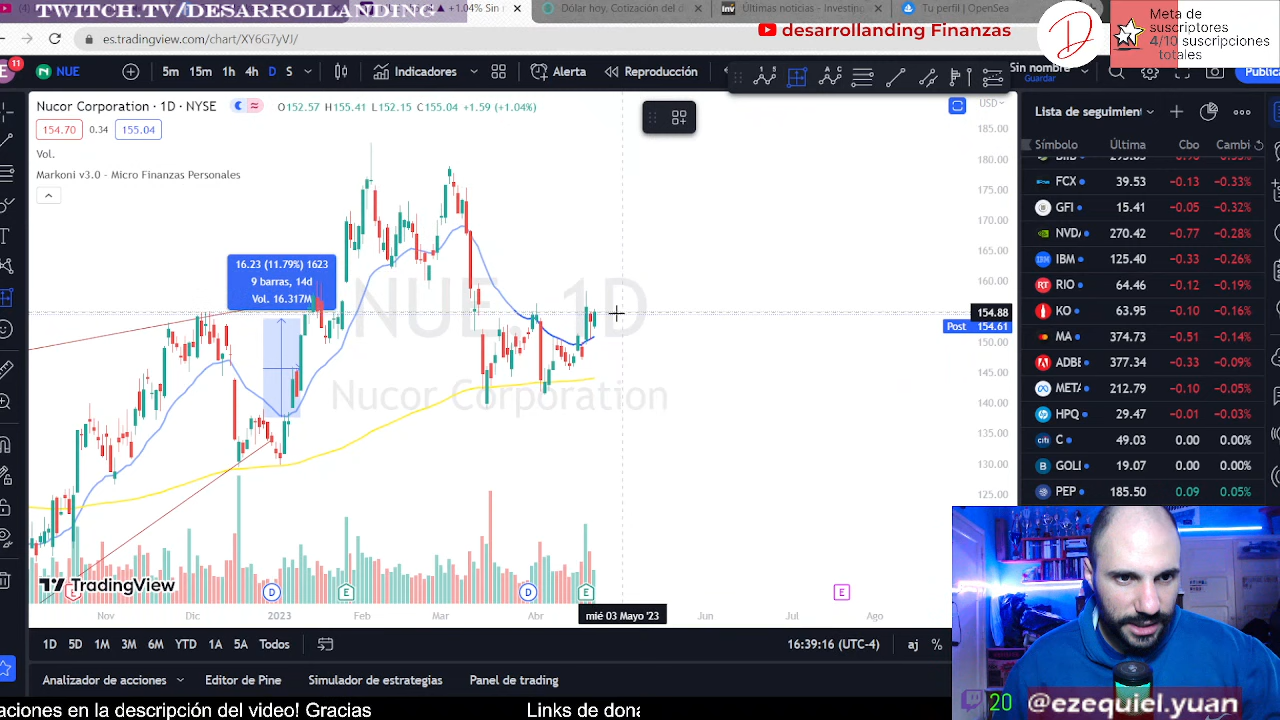 TWITCH.TV/DESARROLLANDING
+1.04% Sin
Dólar hoy. Cotización del d
Inv Últimas noticias - Investing
Tu perfil | OpenSea
es.tradingview.com/chart/XY6G7yVI/
desarrollanding Finanzas
Meta de
suscriptores
4/10 suscripciones
totales
11
NUE
5m 15m 1h 4h D S
Indicadores
Alerta
Reproducción
Sin nombre
Guardar
Publica
Nucor Corporation · 1D · NYSE
O152.57 H155.41 L152.15 C155.04 +1.59 (+1.04%)
154.70 0.34 155.04
Vol.
Markoni v3.0 - Micro Finanzas Personales
16.23 (11.79%) 1623
9 barras, 14d
Vol. 16.317M
NUE, 1D
Nucor Corporation
USD
185.00
180.00
175.00
170.00
165.00
160.00
154.88
Post 154.61
150.00
145.00
140.00
135.00
130.00
125.00
Lista de seguimient
Símbolo Última Cbo Cambi
FCX 39.53 −0.13 −0.33%
GFI 15.41 −0.05 −0.32%
NVDA 270.42 −0.77 −0.28%
IBM 125.40 −0.33 −0.26%
RIO 64.46 −0.12 −0.19%
KO 63.95 −0.10 −0.16%
MA 374.73 −0.51 −0.14%
ADBE 377.34 −0.33 −0.09%
META 212.79 −0.10 −0.05%
HPQ 29.47 −0.01 −0.03%
C 49.03 0.00 0.00%
GOLI 19.07 0.00 0.00%
PEP 185.50 0.09 0.05%
TradingView
E D E D E E
Nov Dic 2023 Feb Mar Abr mié 03 Mayo '23 Jun Jul Ago
1D 5D 1M 3M 6M YTD 1A 5A Todos
16:39:16 (UTC-4) aj %
Analizador de acciones Editor de Pine Simulador de estrategias Panel de trading
20 @ezequiel.yuan
aciones en la descripción del video! Gracias Links de dona